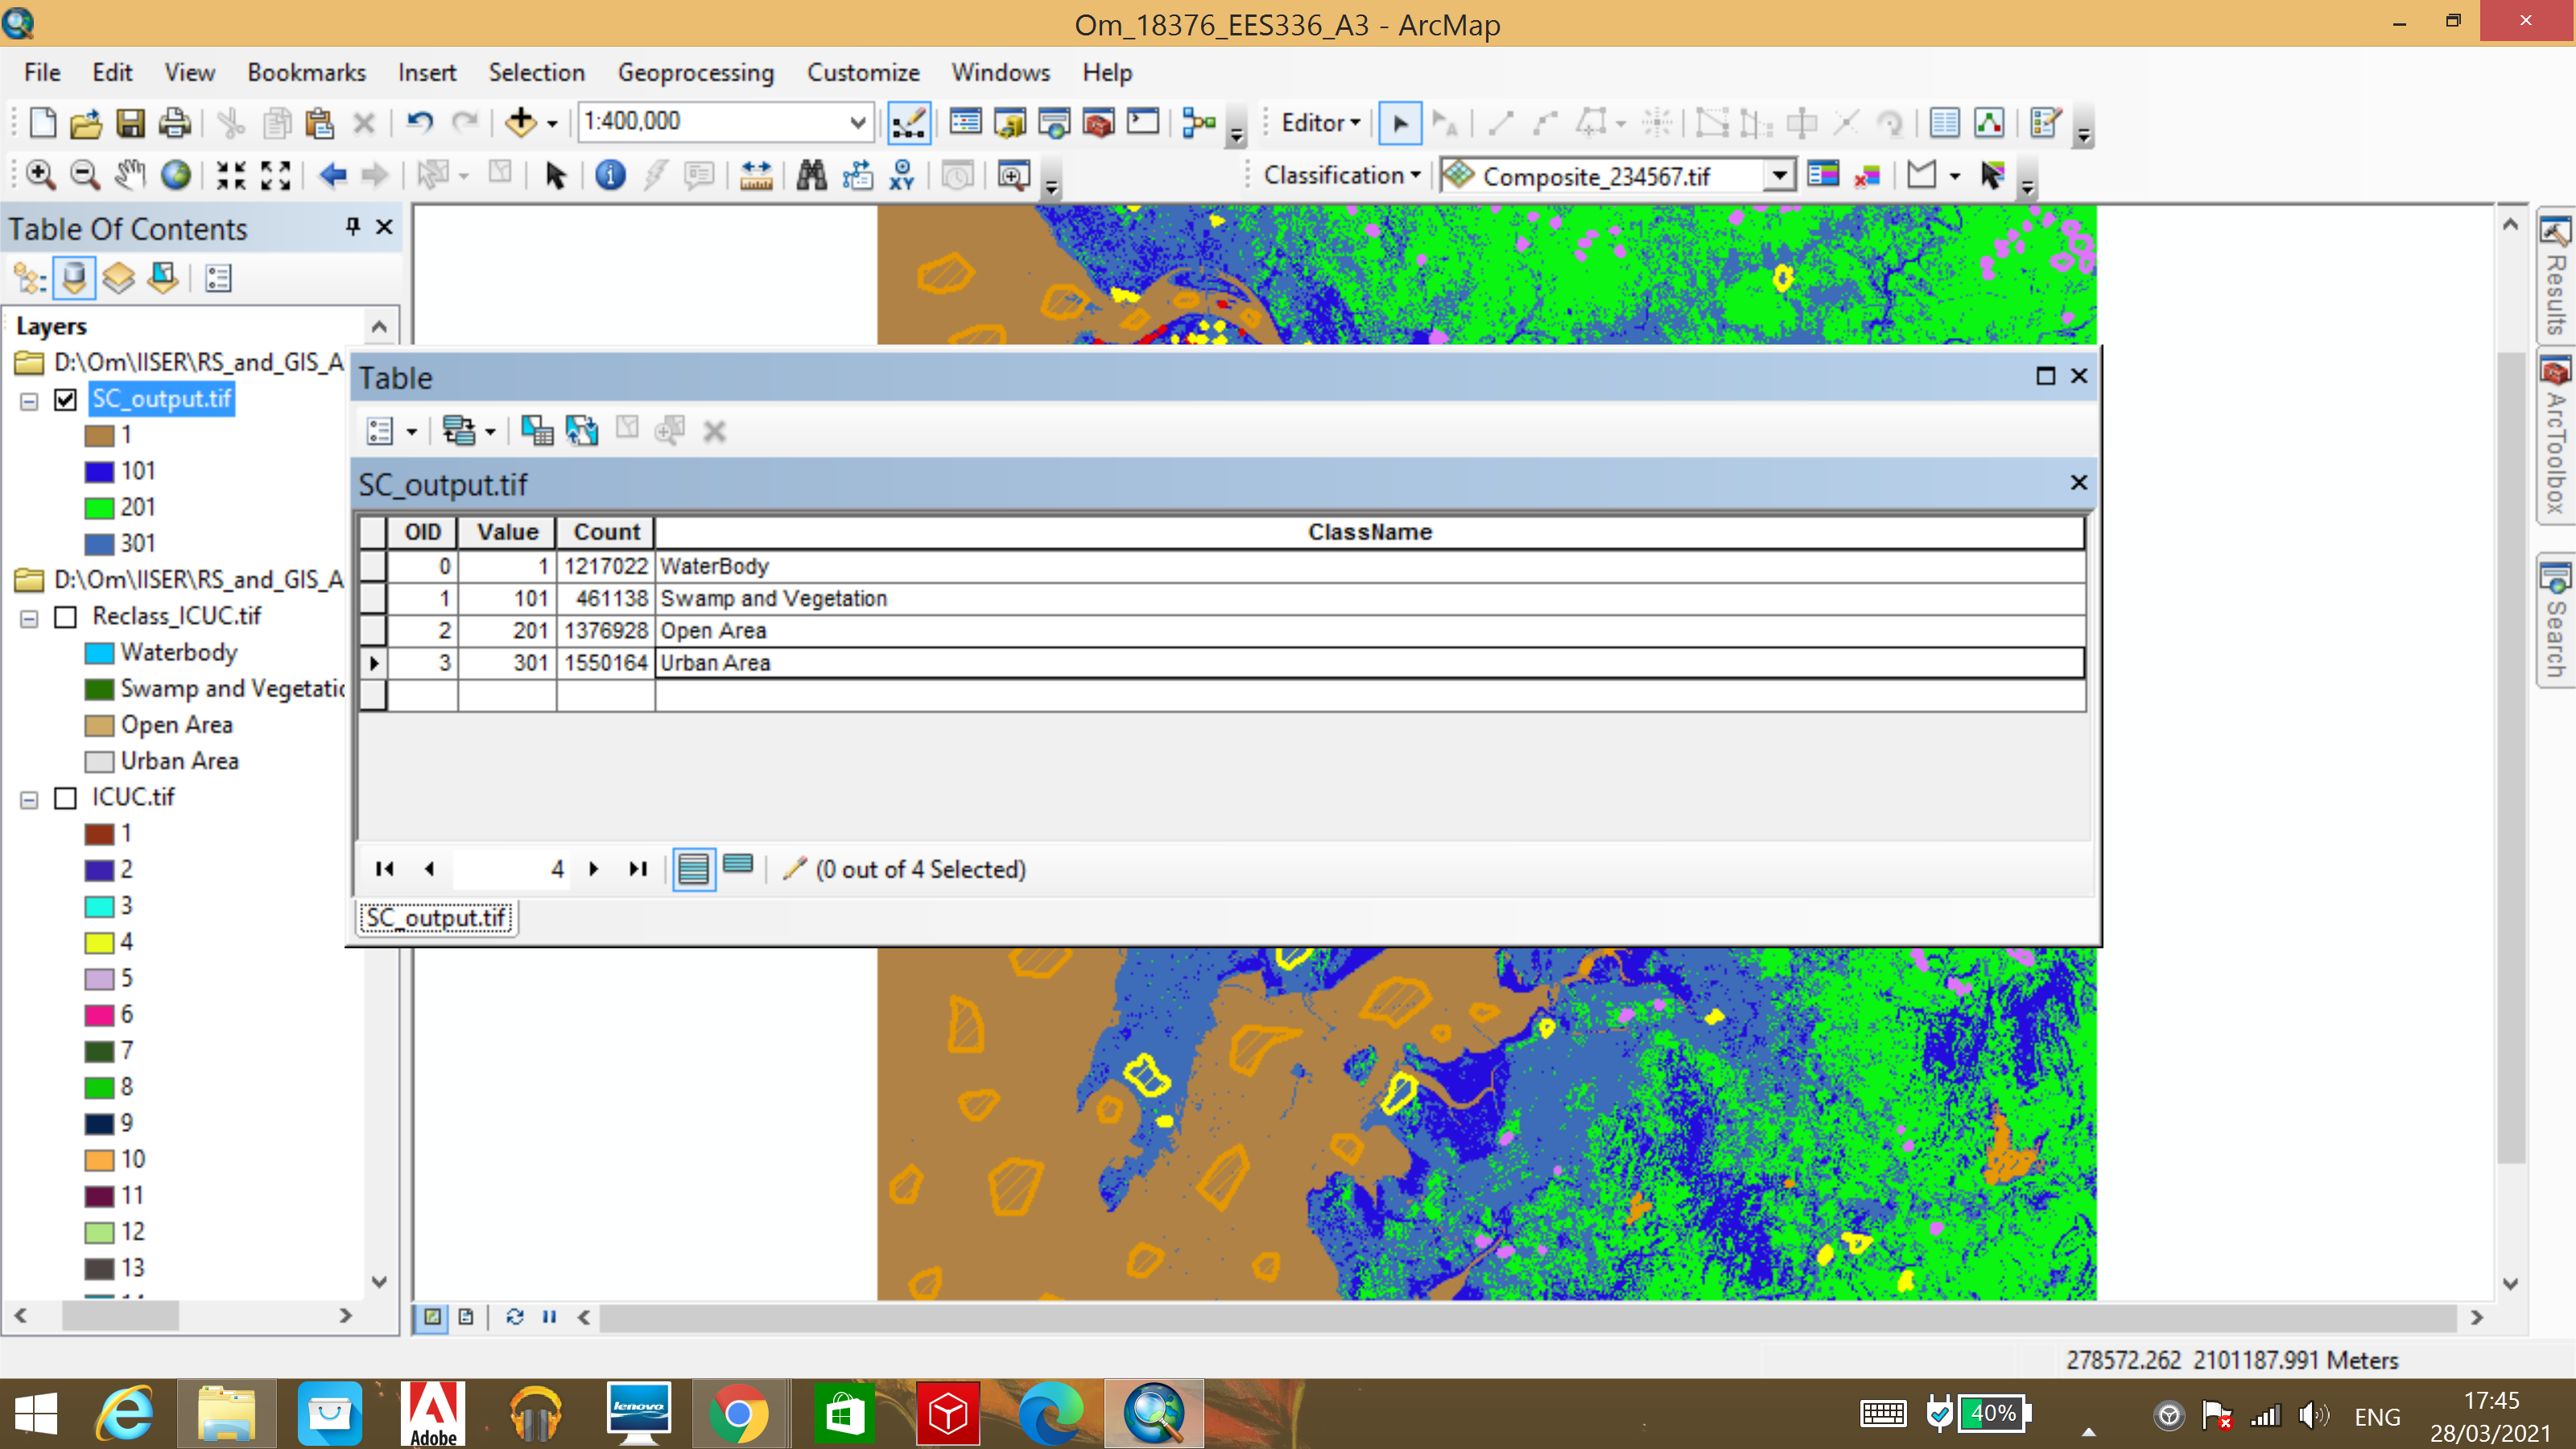 Om_18376_EES336_A3 - ArcMap
File Edit View Bookmarks Insert Selection Geoprocessing Customize Windows Help
1:400,000 Editor
Classification Composite_234567.tif
Table Of Contents
Layers
D:\Om\IISER\RS_and_GIS_A
SC_output.tif
1
101
201
301
D:\Om\IISER\RS_and_GIS_A
Reclass_ICUC.tif
Waterbody
Swamp and Vegetatic
Open Area
Urban Area
ICUC.tif
1
2
3
4
5
6
7
8
9
10
11
12
13
Table
SC_output.tif
OID Value Count ClassName
0 1 1217022 WaterBody
1 101 461138 Swamp and Vegetation
2 201 1376928 Open Area
3 301 1550164 Urban Area
4 (0 out of 4 Selected)
SC_output.tif
Results
ArcToolbox
Search
278572.262 2101187.991 Meters
Adobe
lenovo
40%
ENG
17:45
28/03/2021